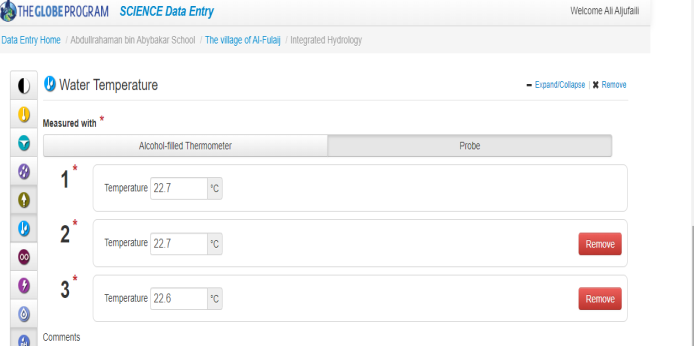 THE GLOBE PROGRAM SCIENCE Data Entry Welcome Ali Aljufaili
Data Entry Home / Abdullrahaman bin Abybakar School / The village of Al-Fulaij / Integrated Hydrology
Water Temperature Expand/Collapse | ✖ Remove
Measured with *
Alcohol-filled Thermometer Probe
1* Temperature 22.7 °C
2* Temperature 22.7 °C Remove
3* Temperature 22.6 °C Remove
Comments